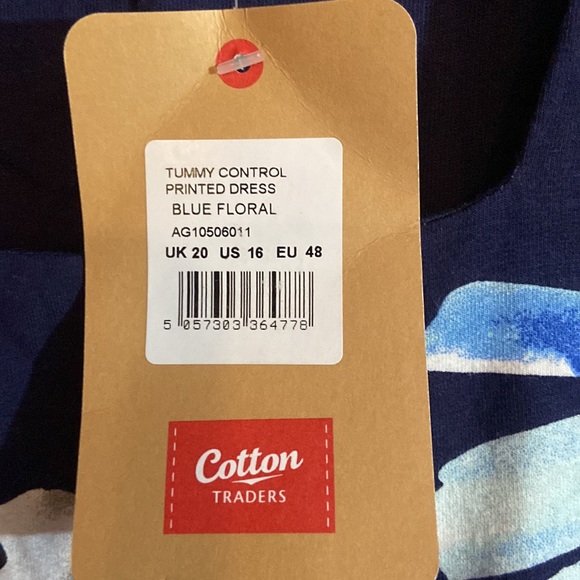 TUMMY CONTROL
PRINTED DRESS
BLUE FLORAL
AG10506011
UK 20 US 16 EU 48
5 057303 364778
Cotton
TRADERS